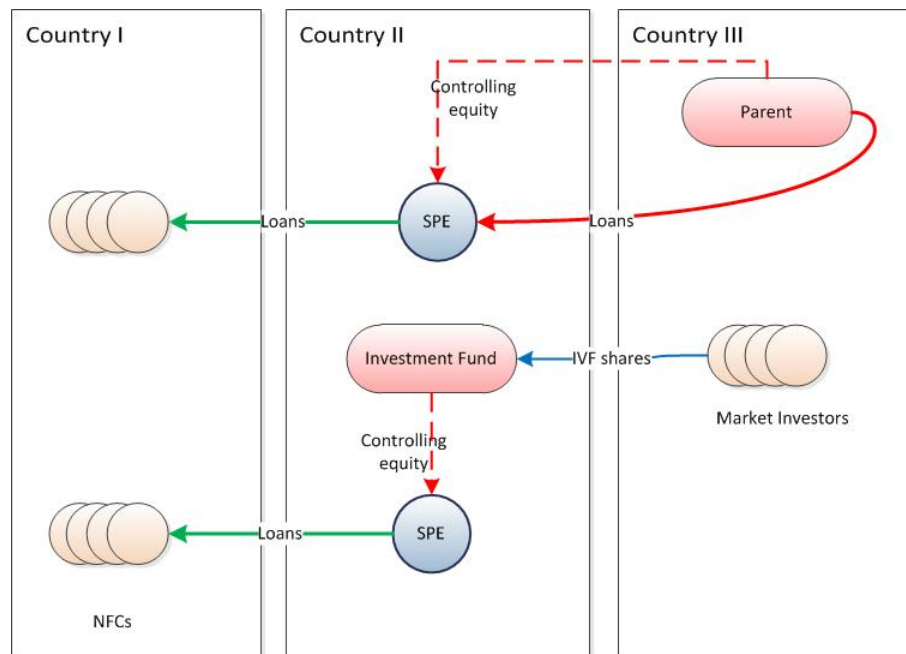 Country I
Country II
Country III
Controlling
equity
Parent
Loans
SPE
Loans
Investment Fund
IVF shares
Market Investors
Controlling
equity
Loans
SPE
NFCs